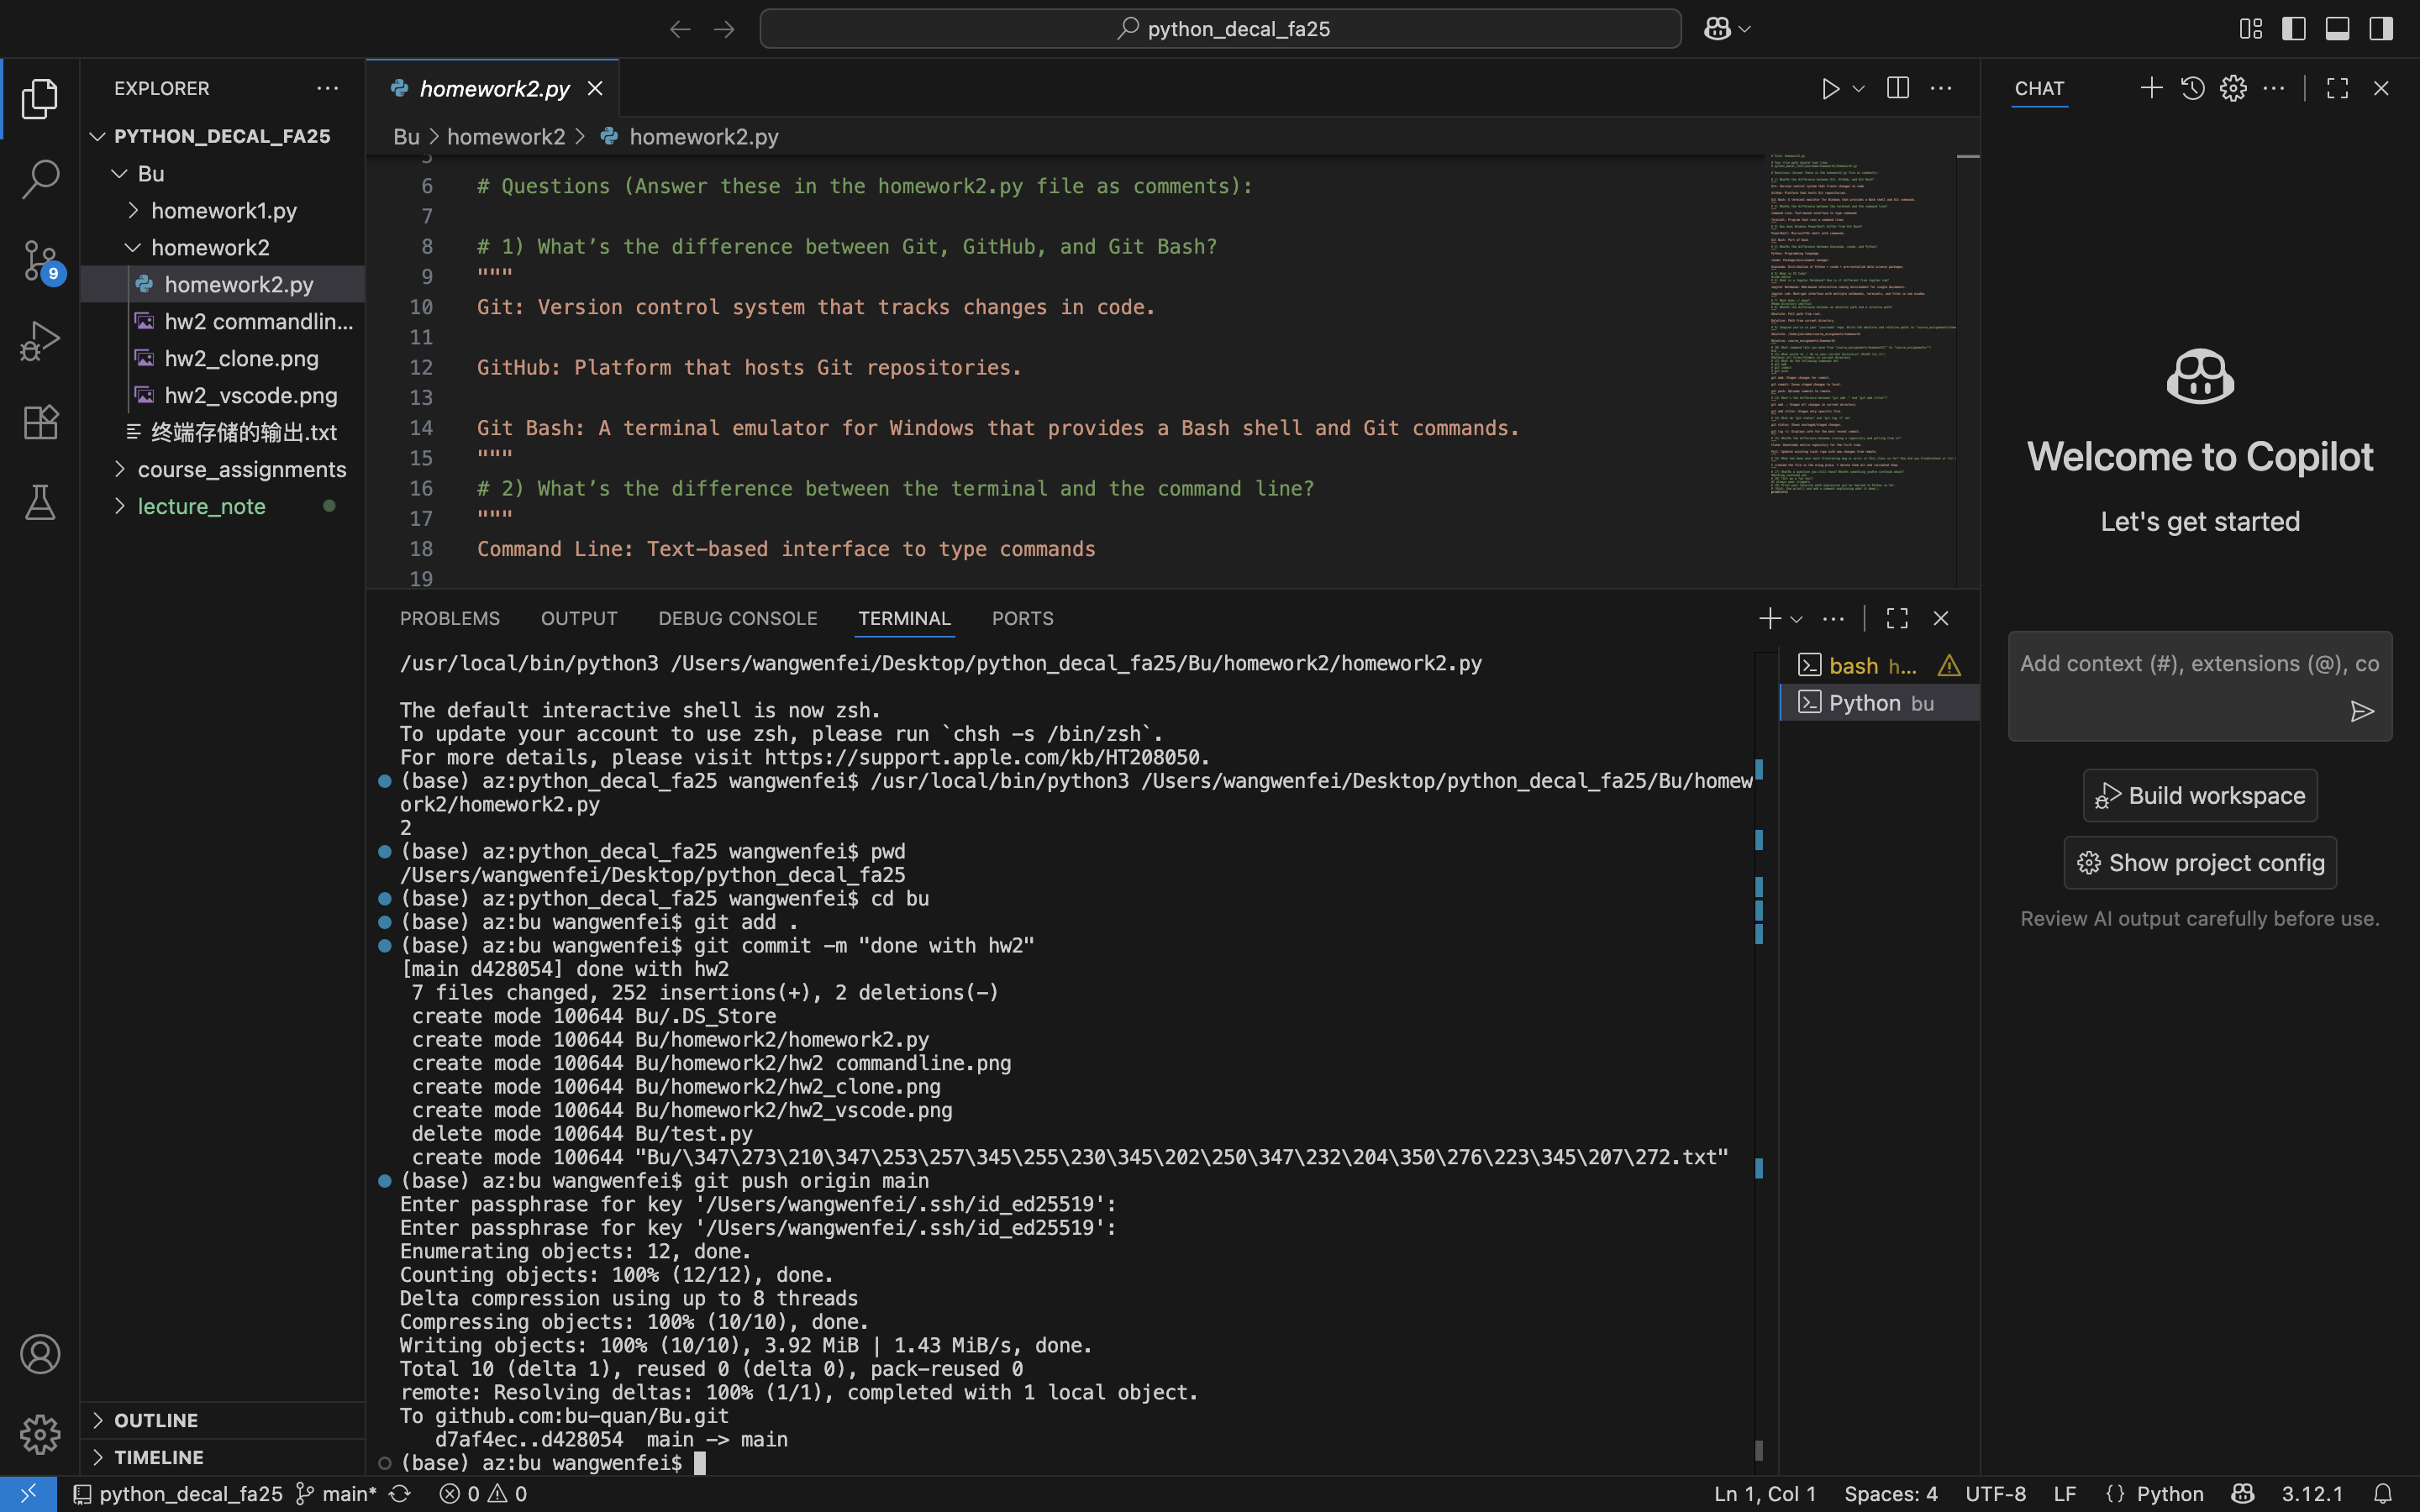 python_decal_fa25
EXPLORER
PYTHON_DECAL_FA25
Bu
homework1.py
homework2
homework2.py
hw2 commandlin...
hw2_clone.png
hw2_vscode.png
终端存储的输出.txt
course_assignments
lecture_note
OUTLINE
TIMELINE
9
homework2.py
Bu > homework2 > homework2.py
5
6 # Questions (Answer these in the homework2.py file as comments):
7
8 # 1) What’s the difference between Git, GitHub, and Git Bash?
9 """
10 Git: Version control system that tracks changes in code.
11
12 GitHub: Platform that hosts Git repositories.
13
14 Git Bash: A terminal emulator for Windows that provides a Bash shell and Git commands.
15 """
16 # 2) What’s the difference between the terminal and the command line?
17 """
18 Command Line: Text-based interface to type commands
19
PROBLEMS OUTPUT DEBUG CONSOLE TERMINAL PORTS
/usr/local/bin/python3 /Users/wangwenfei/Desktop/python_decal_fa25/Bu/homework2/homework2.py
The default interactive shell is now zsh.
To update your account to use zsh, please run `chsh -s /bin/zsh`.
For more details, please visit https://support.apple.com/kb/HT208050.
(base) az:python_decal_fa25 wangwenfei$ /usr/local/bin/python3 /Users/wangwenfei/Desktop/python_decal_fa25/Bu/homew
ork2/homework2.py
2
(base) az:python_decal_fa25 wangwenfei$ pwd
/Users/wangwenfei/Desktop/python_decal_fa25
(base) az:python_decal_fa25 wangwenfei$ cd bu
(base) az:bu wangwenfei$ git add .
(base) az:bu wangwenfei$ git commit -m "done with hw2"
[main d428054] done with hw2
7 files changed, 252 insertions(+), 2 deletions(-)
create mode 100644 Bu/.DS_Store
create mode 100644 Bu/homework2/homework2.py
create mode 100644 Bu/homework2/hw2 commandline.png
create mode 100644 Bu/homework2/hw2_clone.png
create mode 100644 Bu/homework2/hw2_vscode.png
delete mode 100644 Bu/test.py
create mode 100644 "Bu/\347\273\210\347\253\257\345\255\230\345\202\250\347\232\204\350\276\223\345\207\272.txt"
(base) az:bu wangwenfei$ git push origin main
Enter passphrase for key '/Users/wangwenfei/.ssh/id_ed25519':
Enter passphrase for key '/Users/wangwenfei/.ssh/id_ed25519':
Enumerating objects: 12, done.
Counting objects: 100% (12/12), done.
Delta compression using up to 8 threads
Compressing objects: 100% (10/10), done.
Writing objects: 100% (10/10), 3.92 MiB | 1.43 MiB/s, done.
Total 10 (delta 1), reused 0 (delta 0), pack-reused 0
remote: Resolving deltas: 100% (1/1), completed with 1 local object.
To github.com:bu-quan/Bu.git
d7af4ec..d428054 main -> main
(base) az:bu wangwenfei$
bash h...
Python bu
CHAT
Welcome to Copilot
Let's get started
Add context (#), extensions (@), co
Build workspace
Show project config
Review AI output carefully before use.
python_decal_fa25 main* 0 0
Ln 1, Col 1 Spaces: 4 UTF-8 LF {} Python 3.12.1